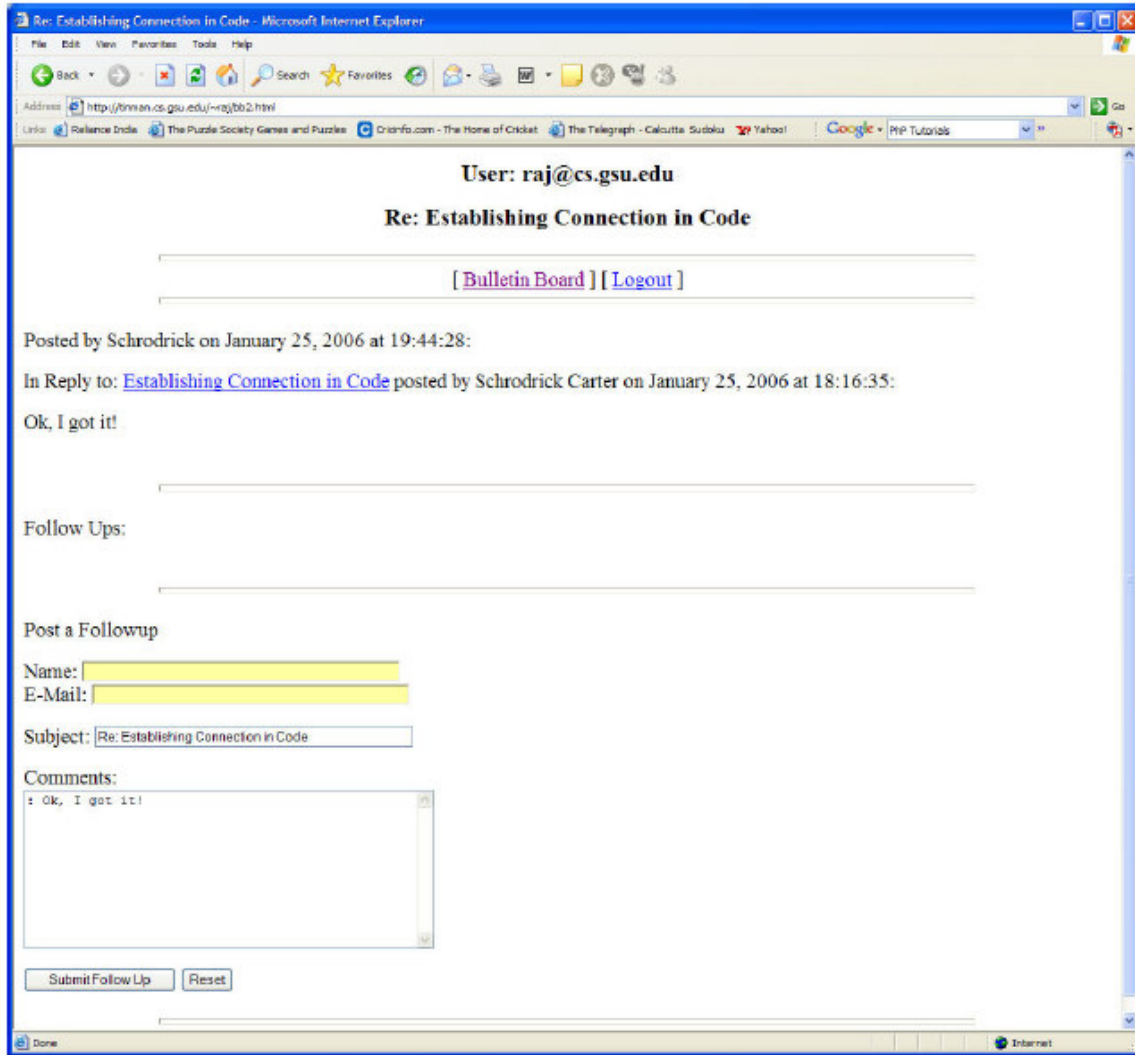 Re: Establishing Connection in Code - Microsoft Internet Explorer
File Edit View Favorites Tools Help
Back Search Favorites
Address http://tinman.cs.gsu.edu/~raj/bb2.html Go
Links Reliance India The Puzzle Society Games and Puzzles Cricinfo.com - The Home of Cricket The Telegraph - Calcutta Sudoku Yahoo! Google PHP Tutorials »
User: raj@cs.gsu.edu
Re: Establishing Connection in Code
[ Bulletin Board ] [ Logout ]
Posted by Schrodrick on January 25, 2006 at 19:44:28:
In Reply to: Establishing Connection in Code posted by Schrodrick Carter on January 25, 2006 at 18:16:35:
Ok, I got it!
Follow Ups:
Post a Followup
Name:
E-Mail:
Subject: Re: Establishing Connection in Code
Comments:
: Ok, I got it!
Submit Follow Up Reset
Done Internet